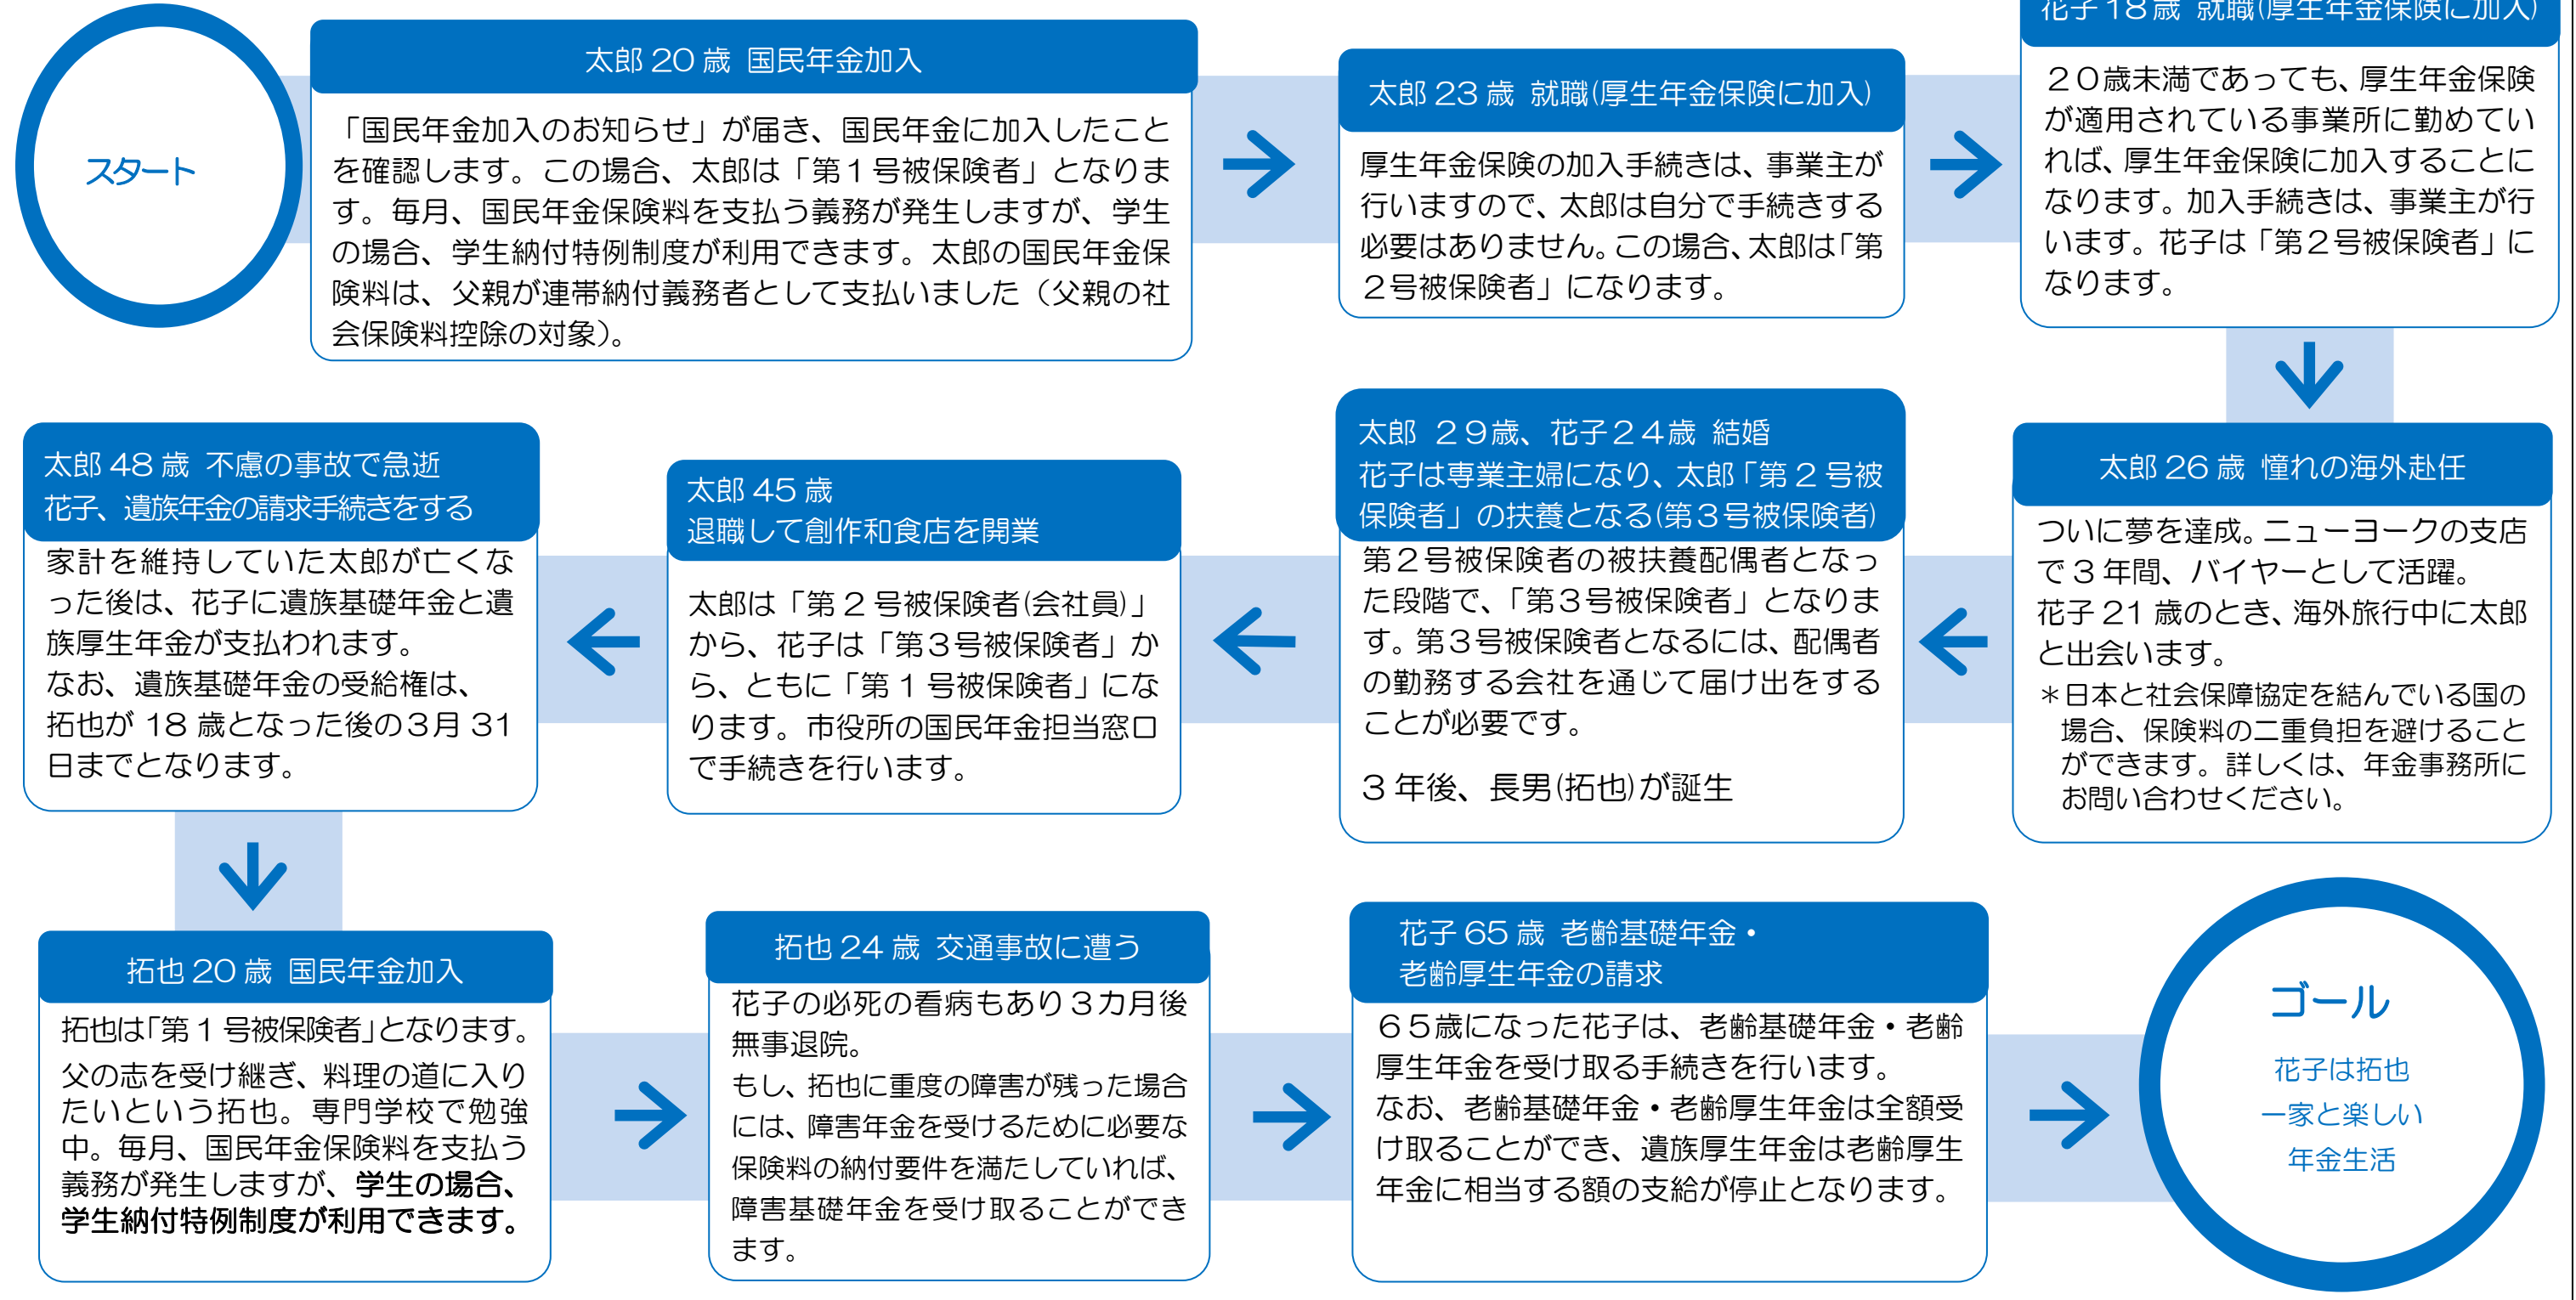 スタート
太郎 20 歳 国民年金加入
「国民年金加入のお知らせ」が届き、国民年金に加入したこと
を確認します。この場合、太郎は「第１号被保険者」となりま
す。毎月、国民年金保険料を支払う義務が発生しますが、学生
の場合、学生納付特例制度が利用できます。太郎の国民年金保
険料は、父親が連帯納付義務者として支払いました（父親の社
会保険料控除の対象）。
太郎 23 歳 就職(厚生年金保険に加入)
厚生年金保険の加入手続きは、事業主が
行いますので、太郎は自分で手続きする
必要はありません。この場合、太郎は「第
２号被保険者」になります。
花子 18 歳 就職(厚生年金保険に加入)
２０歳未満であっても、厚生年金保険
が適用されている事業所に勤めてい
れば、厚生年金保険に加入することに
なります。加入手続きは、事業主が行
います。花子は「第２号被保険者」に
なります。
太郎 26 歳 憧れの海外赴任
ついに夢を達成。ニューヨークの支店
で 3 年間、バイヤーとして活躍。
花子 21 歳のとき、海外旅行中に太郎
と出会います。
＊日本と社会保障協定を結んでいる国の
場合、保険料の二重負担を避けること
ができます。詳しくは、年金事務所に
お問い合わせください。
太郎 ２９歳、花子２４歳 結婚
花子は専業主婦になり、太郎「第 2 号被
保険者」の扶養となる(第３号被保険者)
第２号被保険者の被扶養配偶者となっ
た段階で、「第３号被保険者」となりま
す。第３号被保険者となるには、配偶者
の勤務する会社を通じて届け出をする
ことが必要です。
3 年後、長男(拓也)が誕生
太郎 45 歳
退職して創作和食店を開業
太郎は「第 2 号被保険者(会社員)」
から、花子は「第３号被保険者」か
ら、ともに「第 1 号被保険者」にな
ります。市役所の国民年金担当窓口
で手続きを行います。
太郎 48 歳 不慮の事故で急逝
花子、遺族年金の請求手続きをする
家計を維持していた太郎が亡くな
った後は、花子に遺族基礎年金と遺
族厚生年金が支払われます。
なお、遺族基礎年金の受給権は、
拓也が 18 歳となった後の３月 31
日までとなります。
拓也 20 歳 国民年金加入
拓也は「第 1 号被保険者」となります。
父の志を受け継ぎ、料理の道に入り
たいという拓也。専門学校で勉強
中。毎月、国民年金保険料を支払う
義務が発生しますが、学生の場合、
学生納付特例制度が利用できます。
拓也 24 歳 交通事故に遭う
花子の必死の看病もあり３カ月後
無事退院。
もし、拓也に重度の障害が残った場合
には、障害年金を受けるために必要な
保険料の納付要件を満たしていれば、
障害基礎年金を受け取ることができ
ます。
花子 65 歳 老齢基礎年金・
老齢厚生年金の請求
６５歳になった花子は、老齢基礎年金・老齢
厚生年金を受け取る手続きを行います。
なお、老齢基礎年金・老齢厚生年金は全額受
け取ることができ、遺族厚生年金は老齢厚生
年金に相当する額の支給が停止となります。
ゴール
花子は拓也
一家と楽しい
年金生活